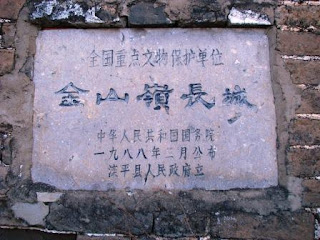 全国重点文物保护单位
金山嶺長城
中华人民共和国国务院
一九八八年二月公布
滦平县人民政府立